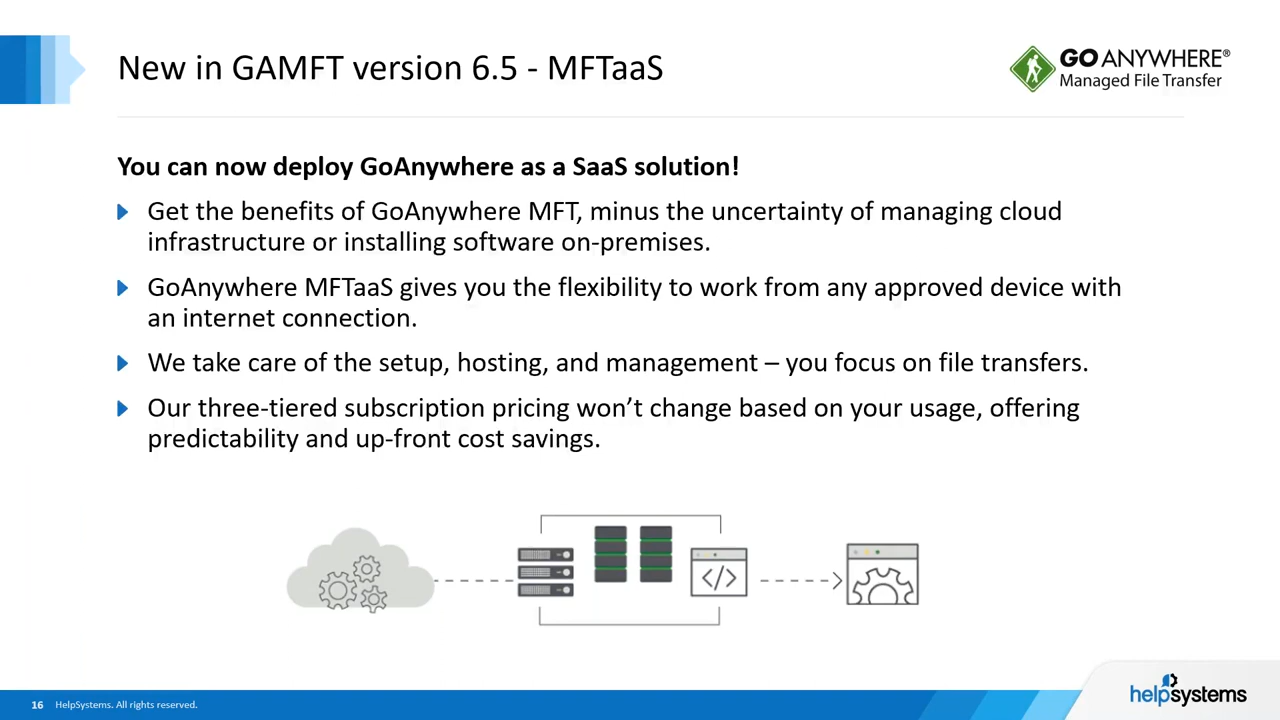 New in GAMFT version 6.5 - MFTaaS
GO ANYWHERE®
Managed File Transfer
You can now deploy GoAnywhere as a SaaS solution!
Get the benefits of GoAnywhere MFT, minus the uncertainty of managing cloud
infrastructure or installing software on-premises.
GoAnywhere MFTaaS gives you the flexibility to work from any approved device with
an internet connection.
We take care of the setup, hosting, and management – you focus on file transfers.
Our three-tiered subscription pricing won’t change based on your usage, offering
predictability and up-front cost savings.
</>
16 HelpSystems. All rights reserved.
helpsystems